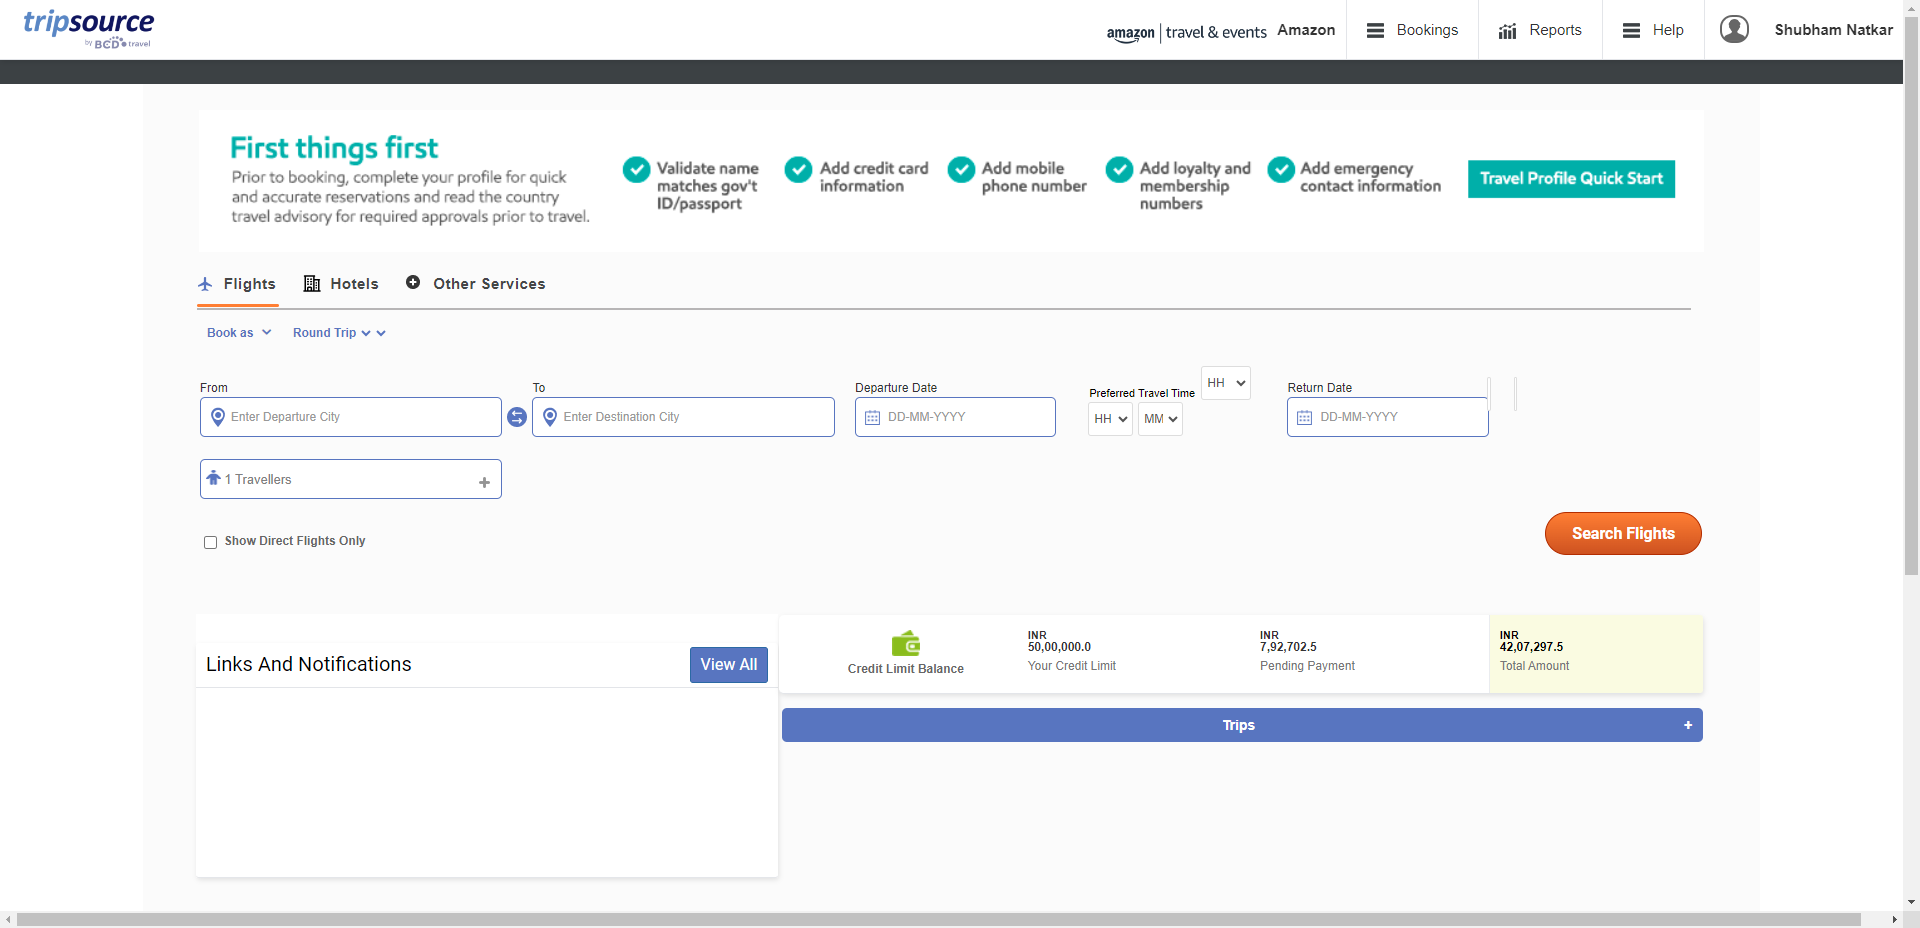 tripsource
by BCD travel
amazon | travel & events Amazon
Bookings
Reports
Help
Shubham Natkar
First things first
Prior to booking, complete your profile for quick
and accurate reservations and read the country
travel advisory for required approvals prior to travel.
Validate name
matches gov't
ID/passport
Add credit card
information
Add mobile
phone number
Add loyalty and
membership
numbers
Add emergency
contact information
Travel Profile Quick Start
Flights
Hotels
Other Services
Book as
Round Trip
From
Enter Departure City
To
Enter Destination City
Departure Date
DD-MM-YYYY
Preferred Travel Time
HH
HH
MM
Return Date
DD-MM-YYYY
1 Travellers
Show Direct Flights Only
Search Flights
Links And Notifications
View All
Credit Limit Balance
INR
50,00,000.0
Your Credit Limit
INR
7,92,702.5
Pending Payment
INR
42,07,297.5
Total Amount
Trips